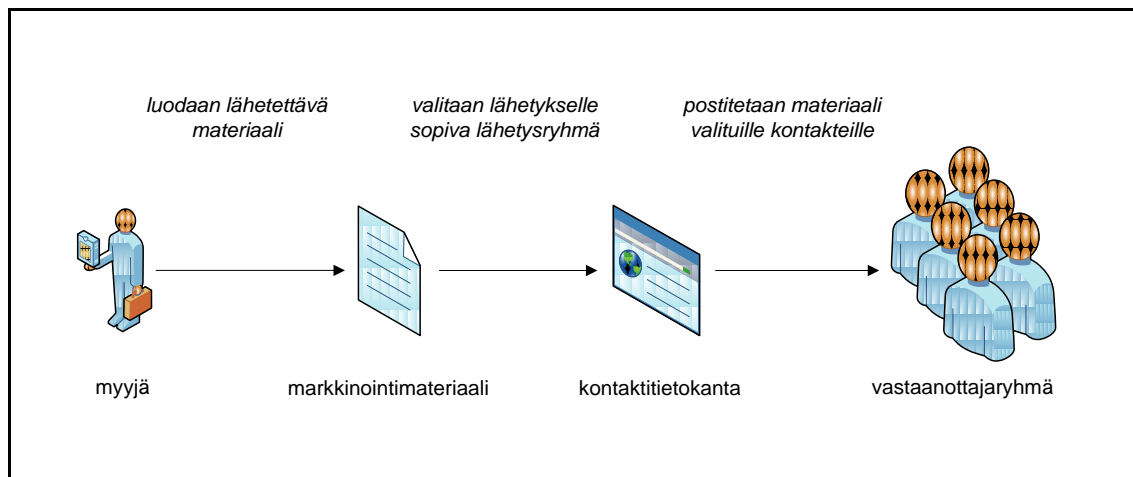 luodaan lähetettävä
materiaali
valitaan lähetykselle
sopiva lähetysryhmä
postitetaan materiaali
valituille kontakteille
myyjä
markkinointimateriaali
kontaktitietokanta
vastaanottajaryhmä